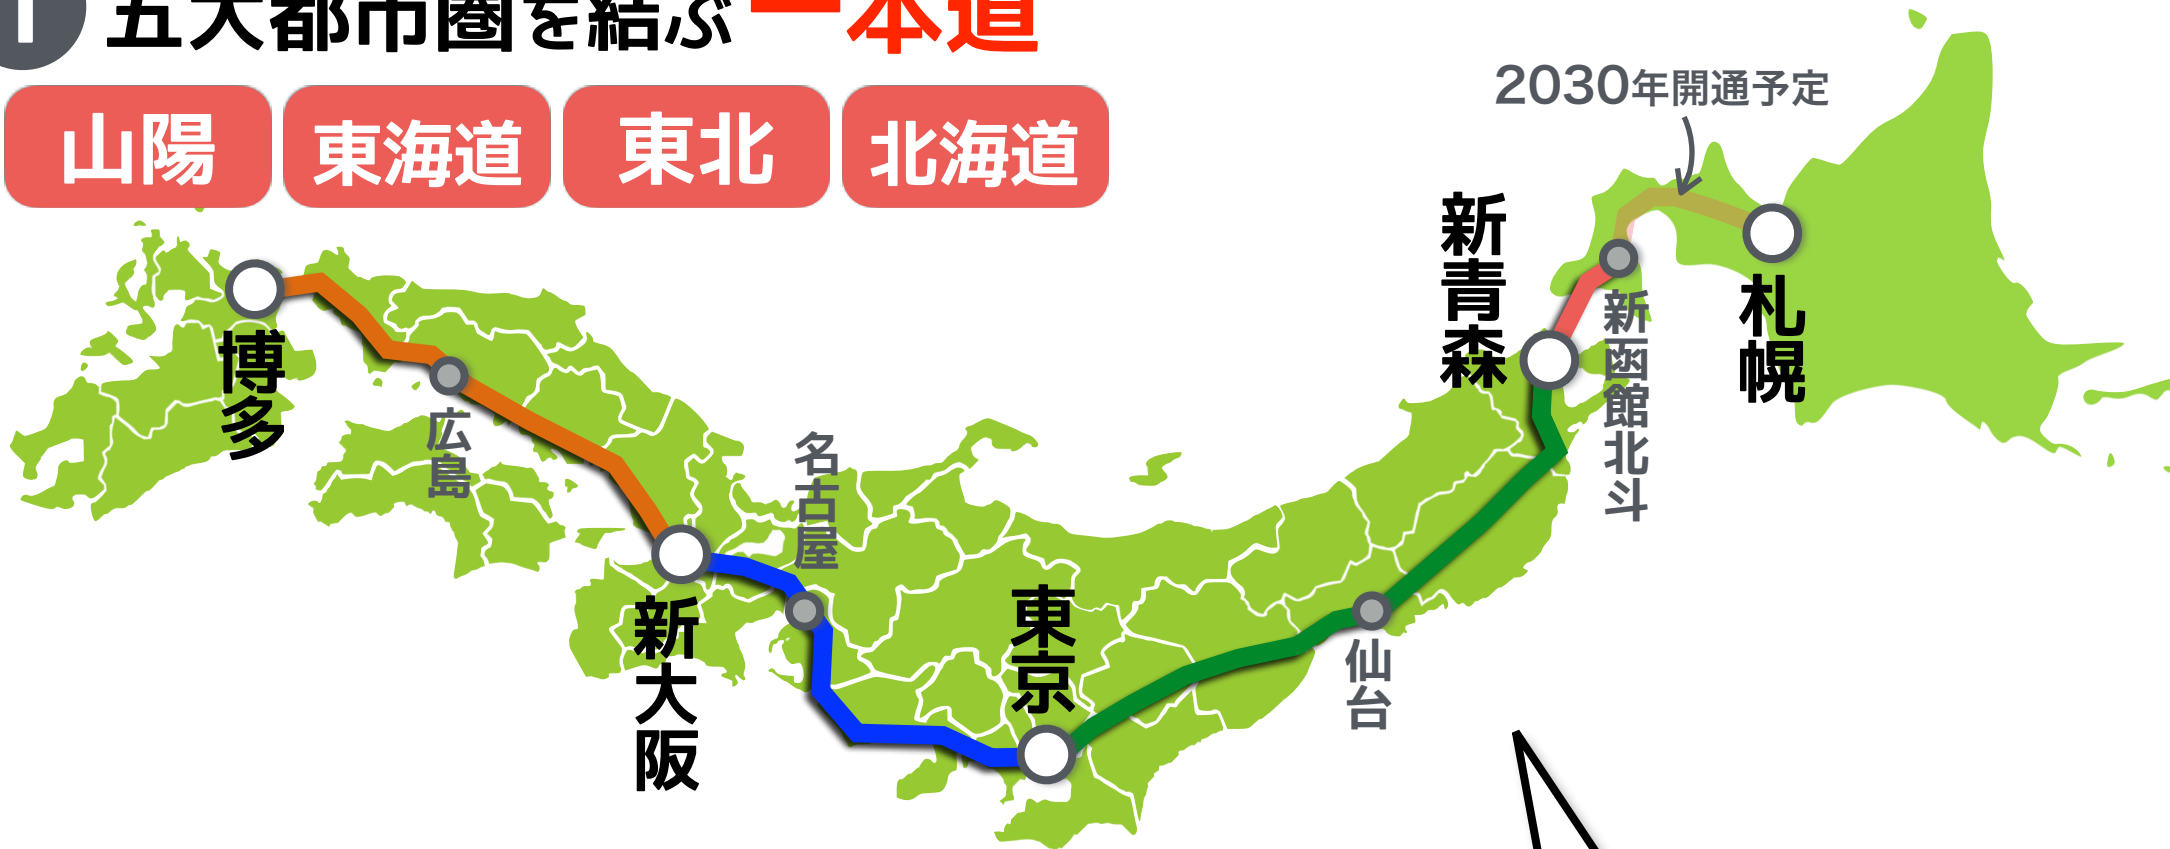 1 五大都市圏を結ぶ一本道
山陽
東海道
東北
北海道
2030年開通予定
札幌
新函館北斗
新青森
仙台
東京
名古屋
新大阪
広島
博多